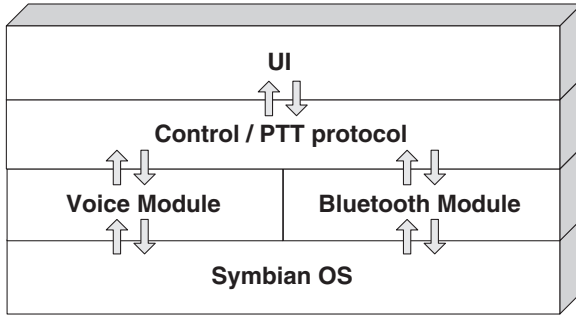 UI
Control / PTT protocol
Voice Module
Bluetooth Module
Symbian OS